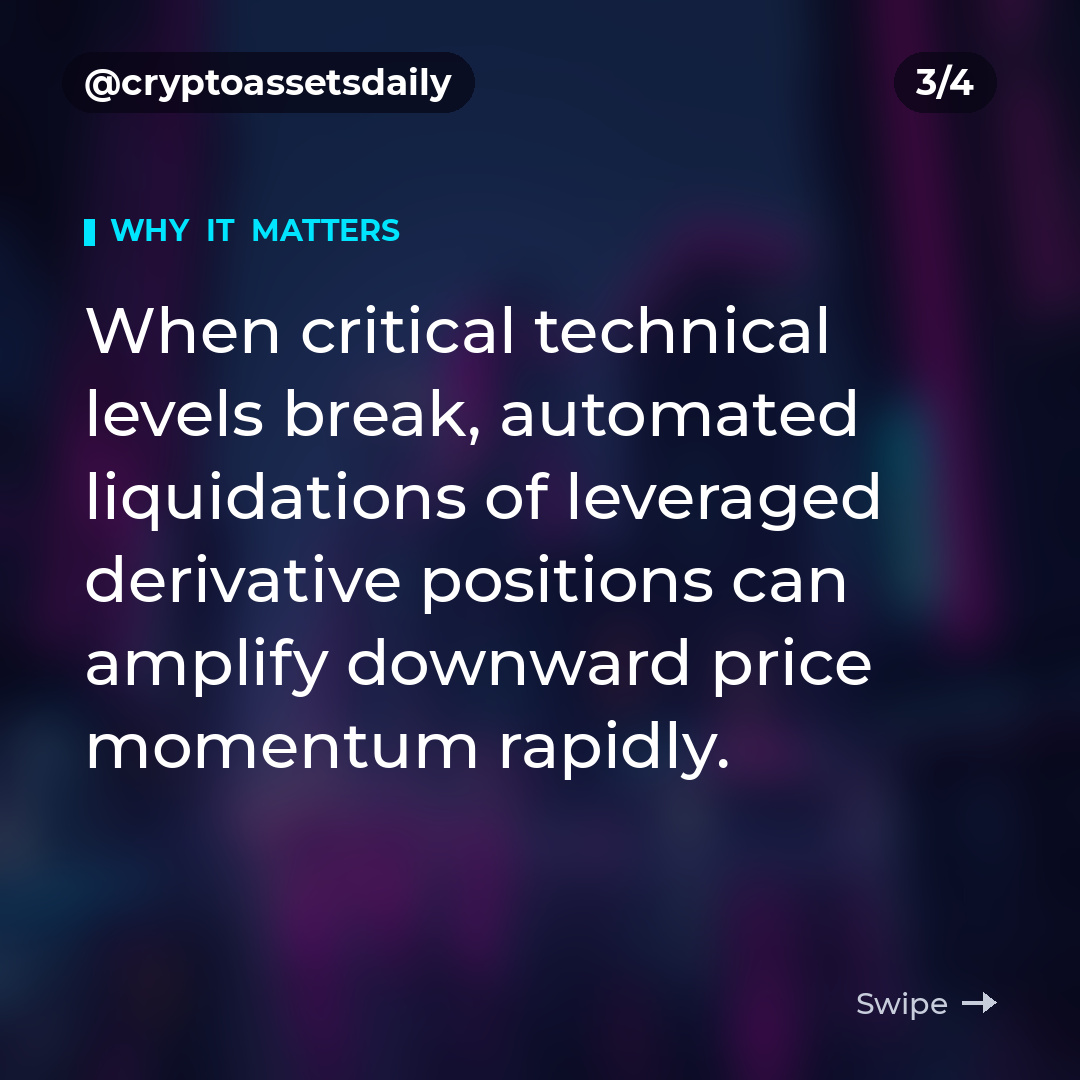 @cryptoassetsdaily
3/4
WHY IT MATTERS
When critical technical
levels break, automated
liquidations of leveraged
derivative positions can
amplify downward price
momentum rapidly.
Swipe